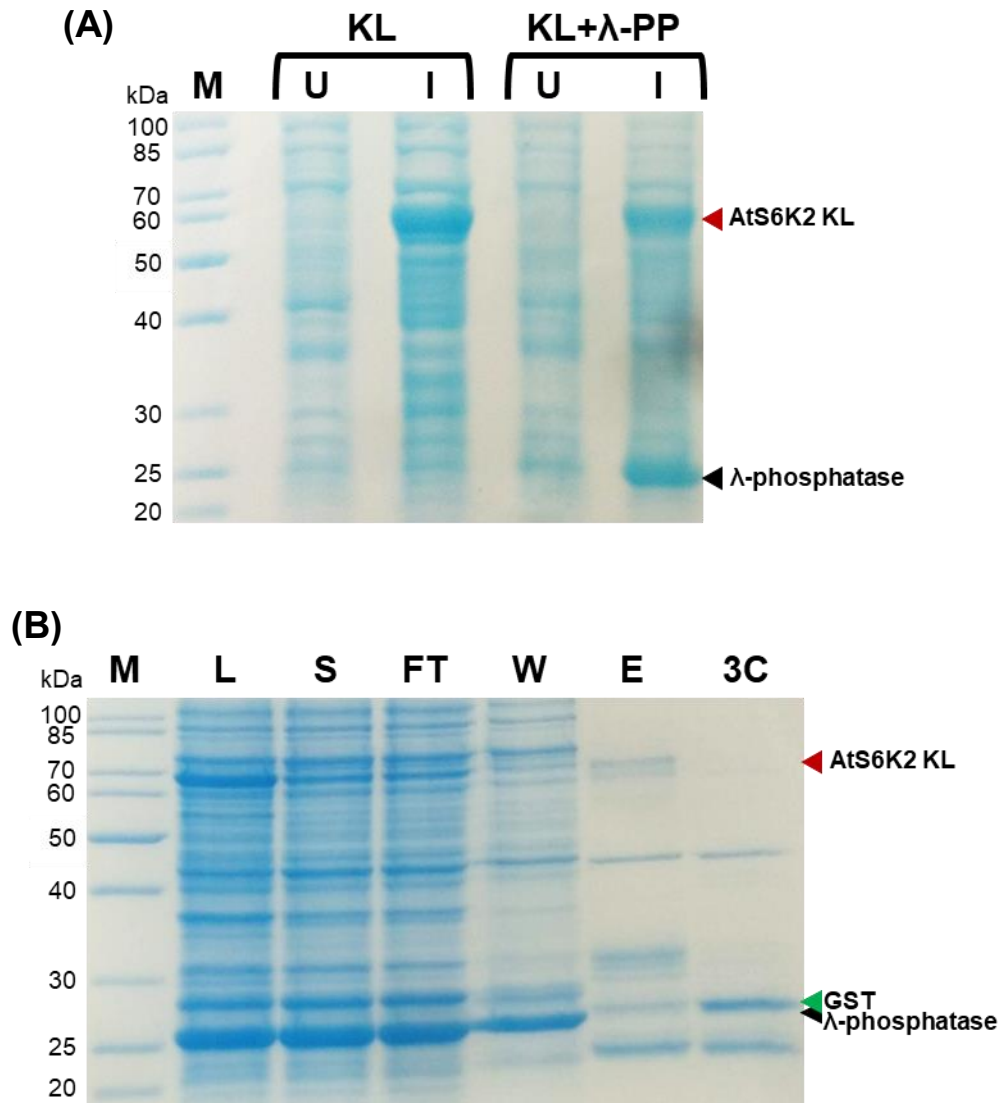 (A)
KL KL+λ-PP
kDa M U I U I
100
85
70
60
50
40
30
25
20
AtS6K2 KL
λ-phosphatase
(B)
kDa M L S FT W E 3C
100
85
70
60
50
40
30
25
20
AtS6K2 KL
GST
λ-phosphatase